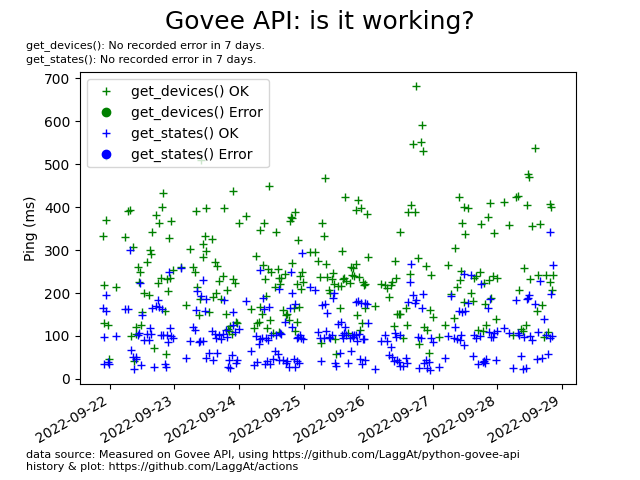 Govee API: is it working?
get_devices(): No recorded error in 7 days.
get_states(): No recorded error in 7 days.
get_devices() OK
get_devices() Error
get_states() OK
get_states() Error
Ping (ms)
700
600
500
400
300
200
100
0
2022-09-22
2022-09-23
2022-09-24
2022-09-25
2022-09-26
2022-09-27
2022-09-28
2022-09-29
data source: Measured on Govee API, using https://github.com/LaggAt/python-govee-api
history & plot: https://github.com/LaggAt/actions